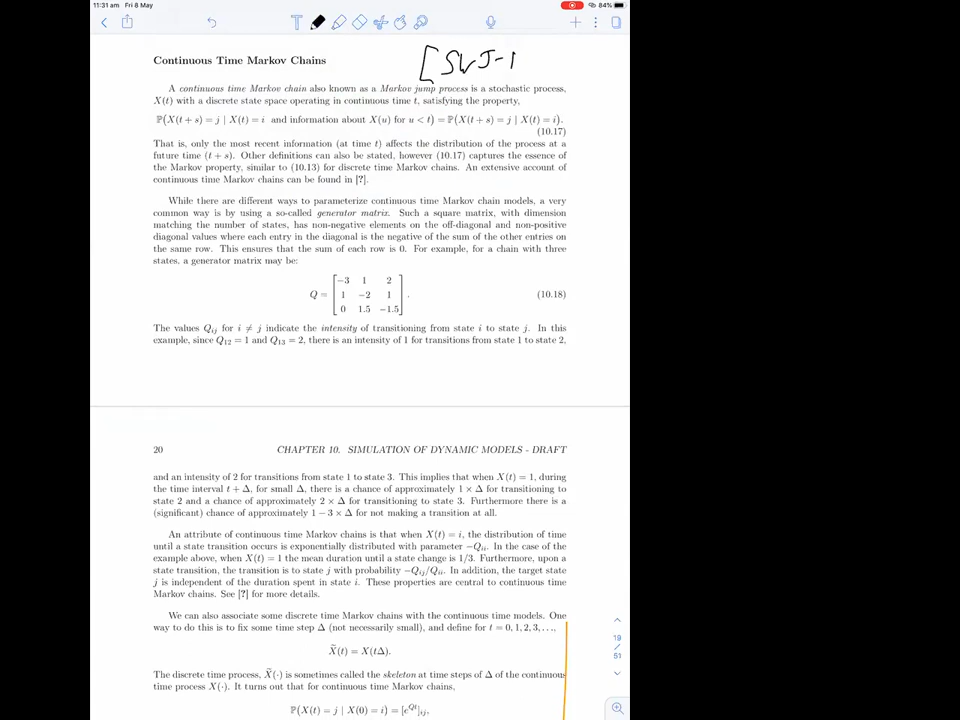 11:31 am Fri 8 May
84%
Continuous Time Markov Chains
[SWJ-1
A continuous time Markov chain also known as a Markov jump process is a stochastic process,
X(t) with a discrete state space operating in continuous time t, satisfying the property,
ℙ(X(t + s) = j | X(t) = i and information about X(u) for u < t) = ℙ(X(t + s) = j | X(t) = i).
(10.17)
That is, only the most recent information (at time t) affects the distribution of the process at a
future time (t + s). Other definitions can also be stated, however (10.17) captures the essence of
the Markov property, similar to (10.13) for discrete time Markov chains. An extensive account of
continuous time Markov chains can be found in [?].
While there are different ways to parameterize continuous time Markov chain models, a very
common way is by using a so-called generator matrix. Such a square matrix, with dimension
matching the number of states, has non-negative elements on the off-diagonal and non-positive
diagonal values where each entry in the diagonal is the negative of the sum of the other entries on
the same row. This ensures that the sum of each row is 0. For example, for a chain with three
states, a generator matrix may be:
−3 1 2
Q = [1 −2 1]. (10.18)
0 1.5 −1.5
The values Qij for i ≠ j indicate the intensity of transitioning from state i to state j. In this
example, since Q12 = 1 and Q13 = 2, there is an intensity of 1 for transitions from state 1 to state 2,
20 CHAPTER 10. SIMULATION OF DYNAMIC MODELS - DRAFT
and an intensity of 2 for transitions from state 1 to state 3. This implies that when X(t) = 1, during
the time interval t + Δ, for small Δ, there is a chance of approximately 1 × Δ for transitioning to
state 2 and a chance of approximately 2 × Δ for transitioning to state 3. Furthermore there is a
(significant) chance of approximately 1 − 3 × Δ for not making a transition at all.
An attribute of continuous time Markov chains is that when X(t) = i, the distribution of time
until a state transition occurs is exponentially distributed with parameter −Qii. In the case of the
example above, when X(t) = 1 the mean duration until a state change is 1/3. Furthermore, upon a
state transition, the transition is to state j with probability −Qij/Qii. In addition, the target state
j is independent of the duration spent in state i. These properties are central to continuous time
Markov chains. See [?] for more details.
We can also associate some discrete time Markov chains with the continuous time models. One
way to do this is to fix some time step Δ (not necessarily small), and define for t = 0, 1, 2, 3, . . .,
X̃(t) = X(tΔ).
The discrete time process, X̃(·) is sometimes called the skeleton at time steps of Δ of the continuous
time process X(·). It turns out that for continuous time Markov chains,
ℙ(X(t) = j | X(0) = i) = [e^{Qt}]ij,
19
/
51